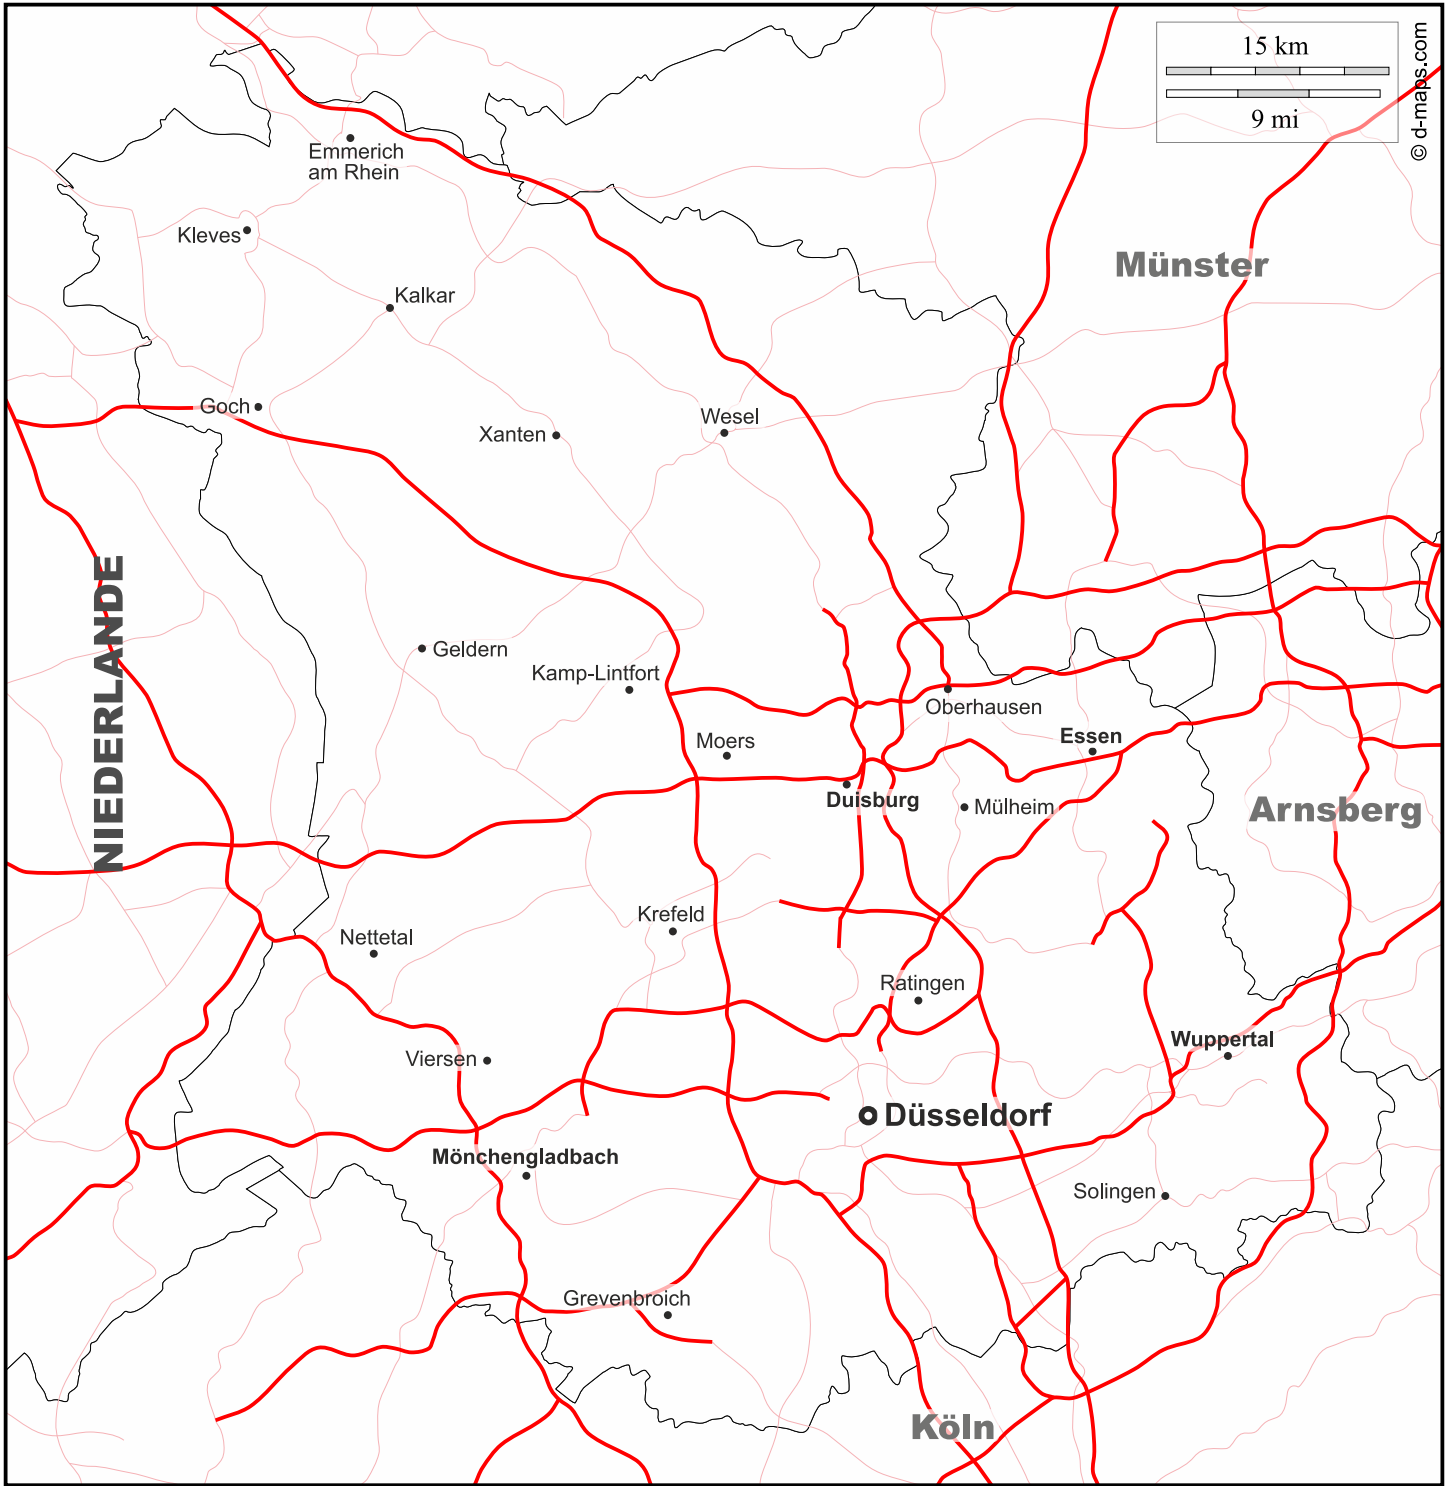 15 km
9 mi
© d-maps.com
Emmerich
am Rhein
Kleves
Münster
Kalkar
Goch
Xanten
Wesel
NIEDERLANDE
Geldern
Kamp-Lintfort
Oberhausen
Moers
Essen
Duisburg
Mülheim
Arnsberg
Krefeld
Nettetal
Ratingen
Viersen
Wuppertal
Düsseldorf
Mönchengladbach
Solingen
Grevenbroich
Köln